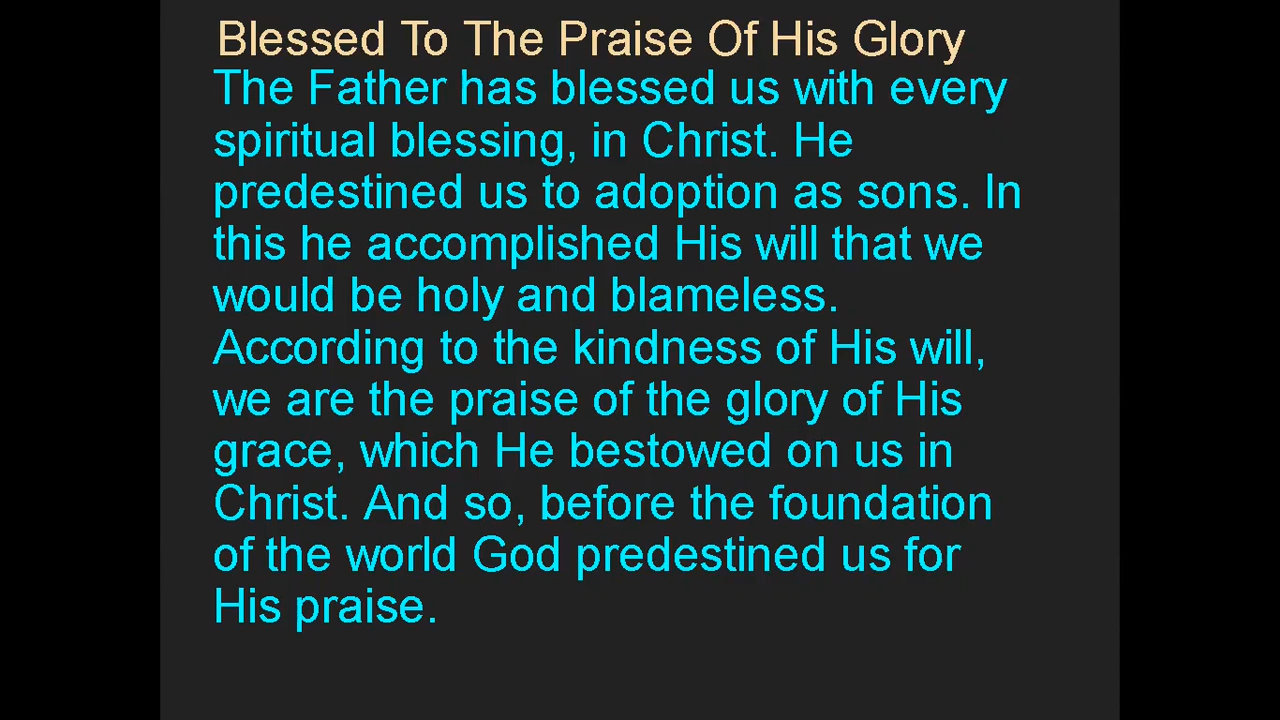 Blessed To The Praise Of His Glory
The Father has blessed us with every
spiritual blessing, in Christ. He
predestined us to adoption as sons. In
this he accomplished His will that we
would be holy and blameless.
According to the kindness of His will,
we are the praise of the glory of His
grace, which He bestowed on us in
Christ. And so, before the foundation
of the world God predestined us for
His praise.